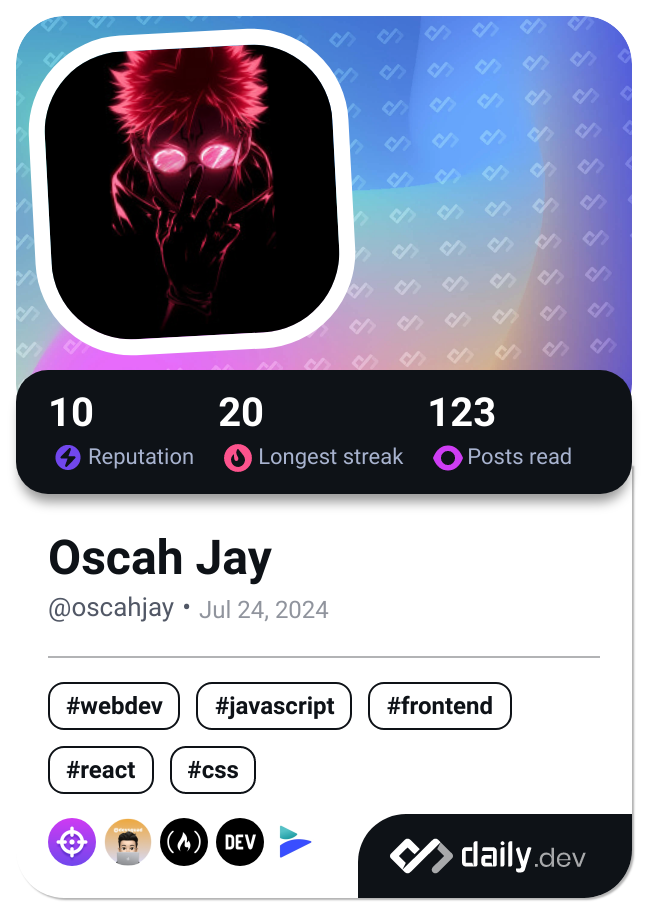 10 20 123
Reputation Longest streak Posts read
Oscah Jay
@oscahjay • Jul 24, 2024
#webdev #javascript #frontend
#react #css
DEV
daily.dev